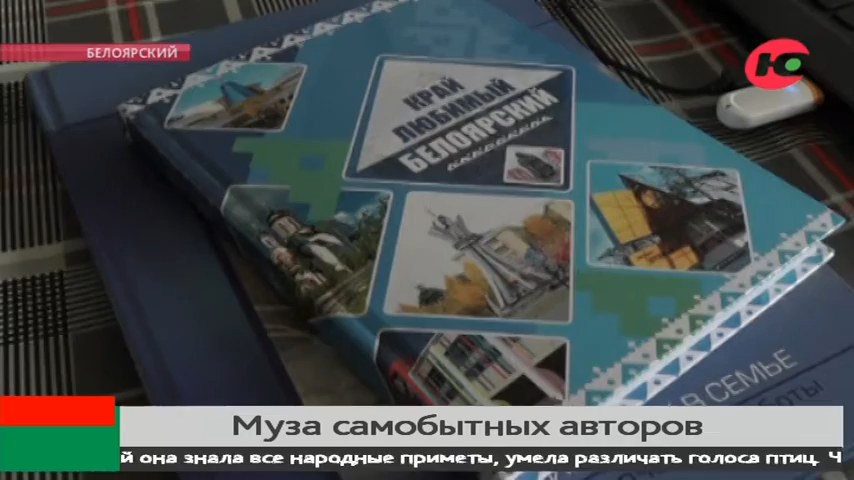 БЕЛОЯРСКИЙ
Ю
КРАЙ
ЛЮБИМЫЙ
БЕЛОЯРСКИЙ
В СЕМЬЕ
Муза самобытных авторов
й она знала все народные приметы, умела различать голоса птиц. Ч